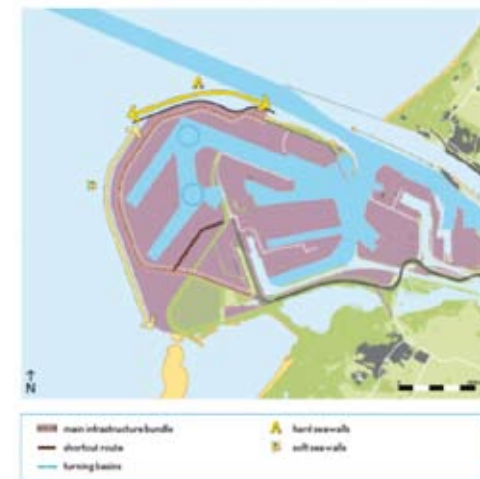 A
B
N
main infrastructure bundle
shortcut route
turning basins
A hard seawalls
B soft seawalls